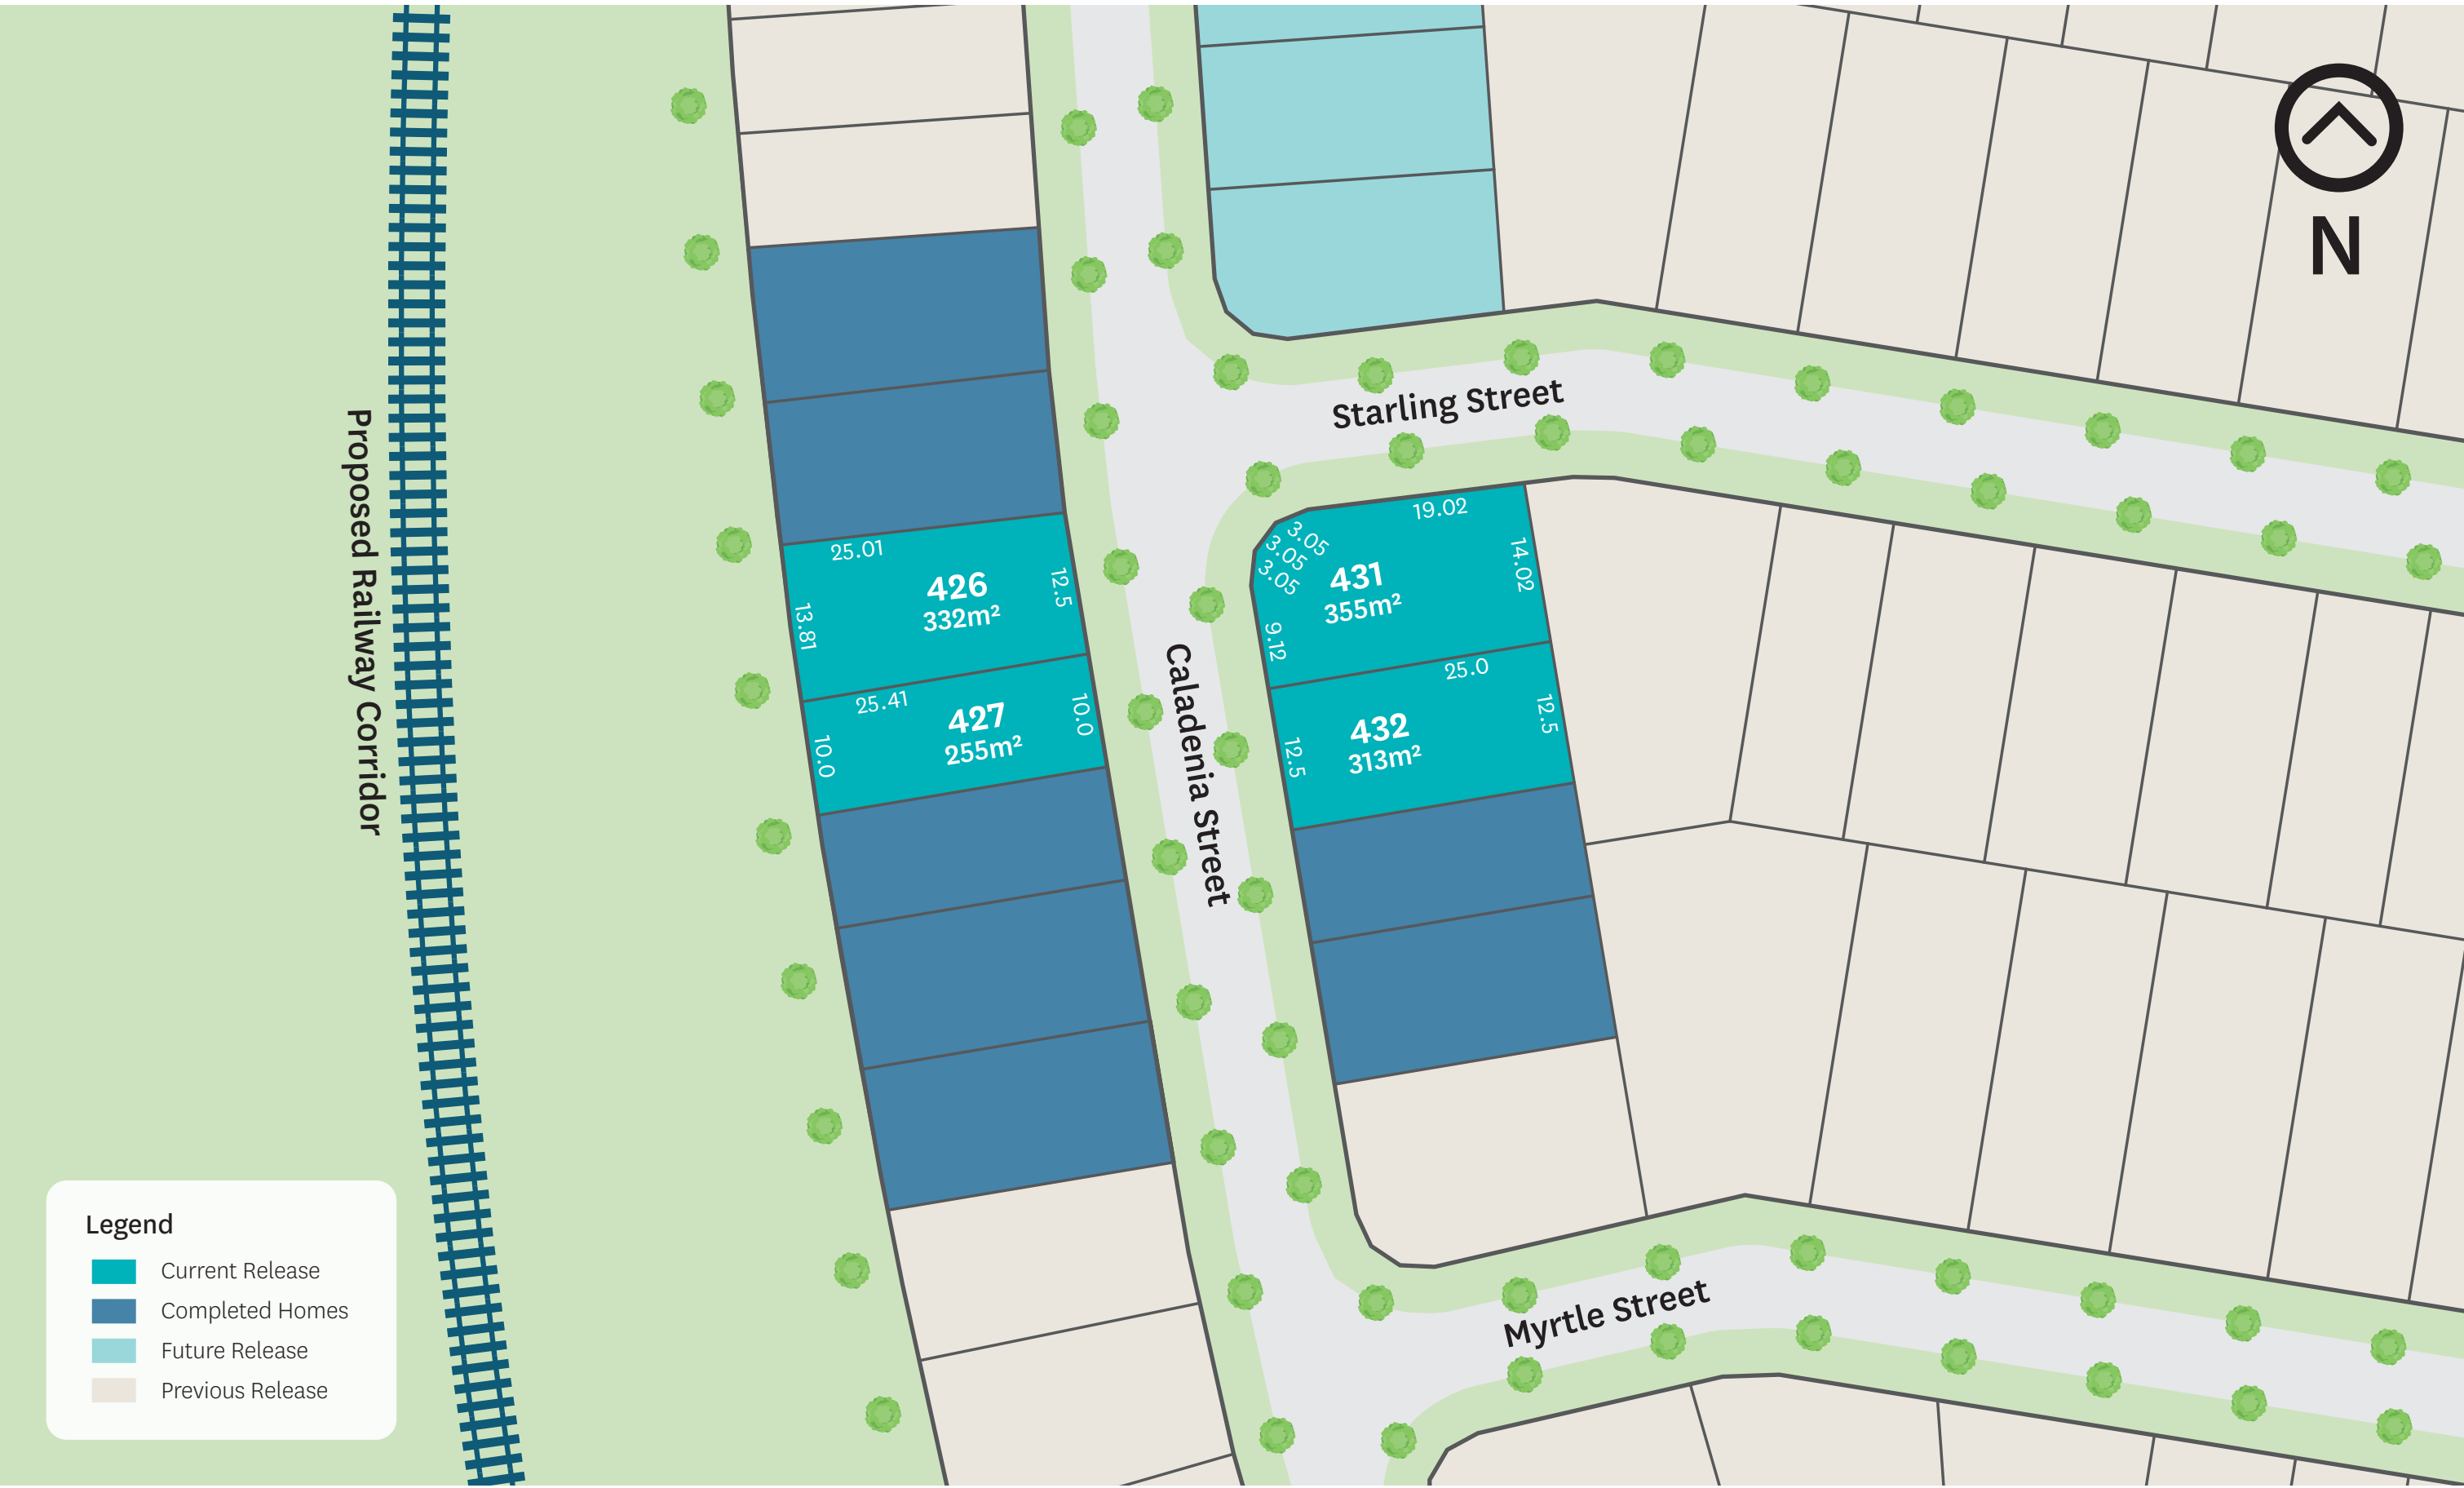 N
Starling Street
Proposed Railway Corridor
Caladenia Street
25.01
426
332m²
12.5
13.81
25.41
427
255m²
10.0
10.0
19.02
3.05
3.05
3.05
431
355m²
14.02
9.12
25.0
432
313m²
12.5
12.5
Myrtle Street
Legend
Current Release
Completed Homes
Future Release
Previous Release